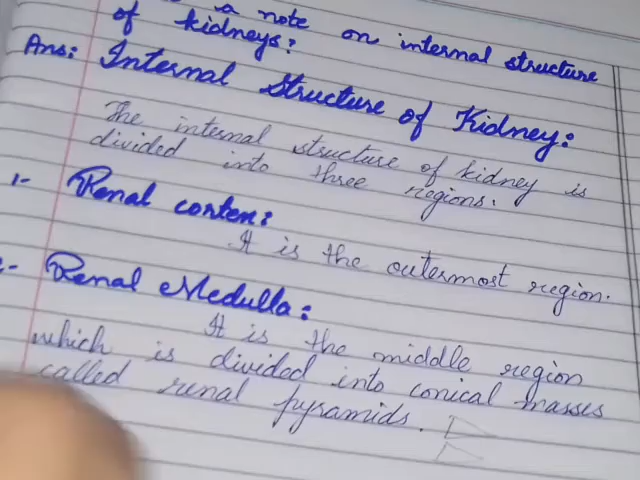 a note on internal structure
of kidneys?
Ans: Internal Structure of Kidney:
The internal structure of kidney is
divided into three regions.
1- Renal cortex:
It is the outermost region.
- Renal Medulla:
It is the middle region
which is divided into conical masses
called renal pyramids.